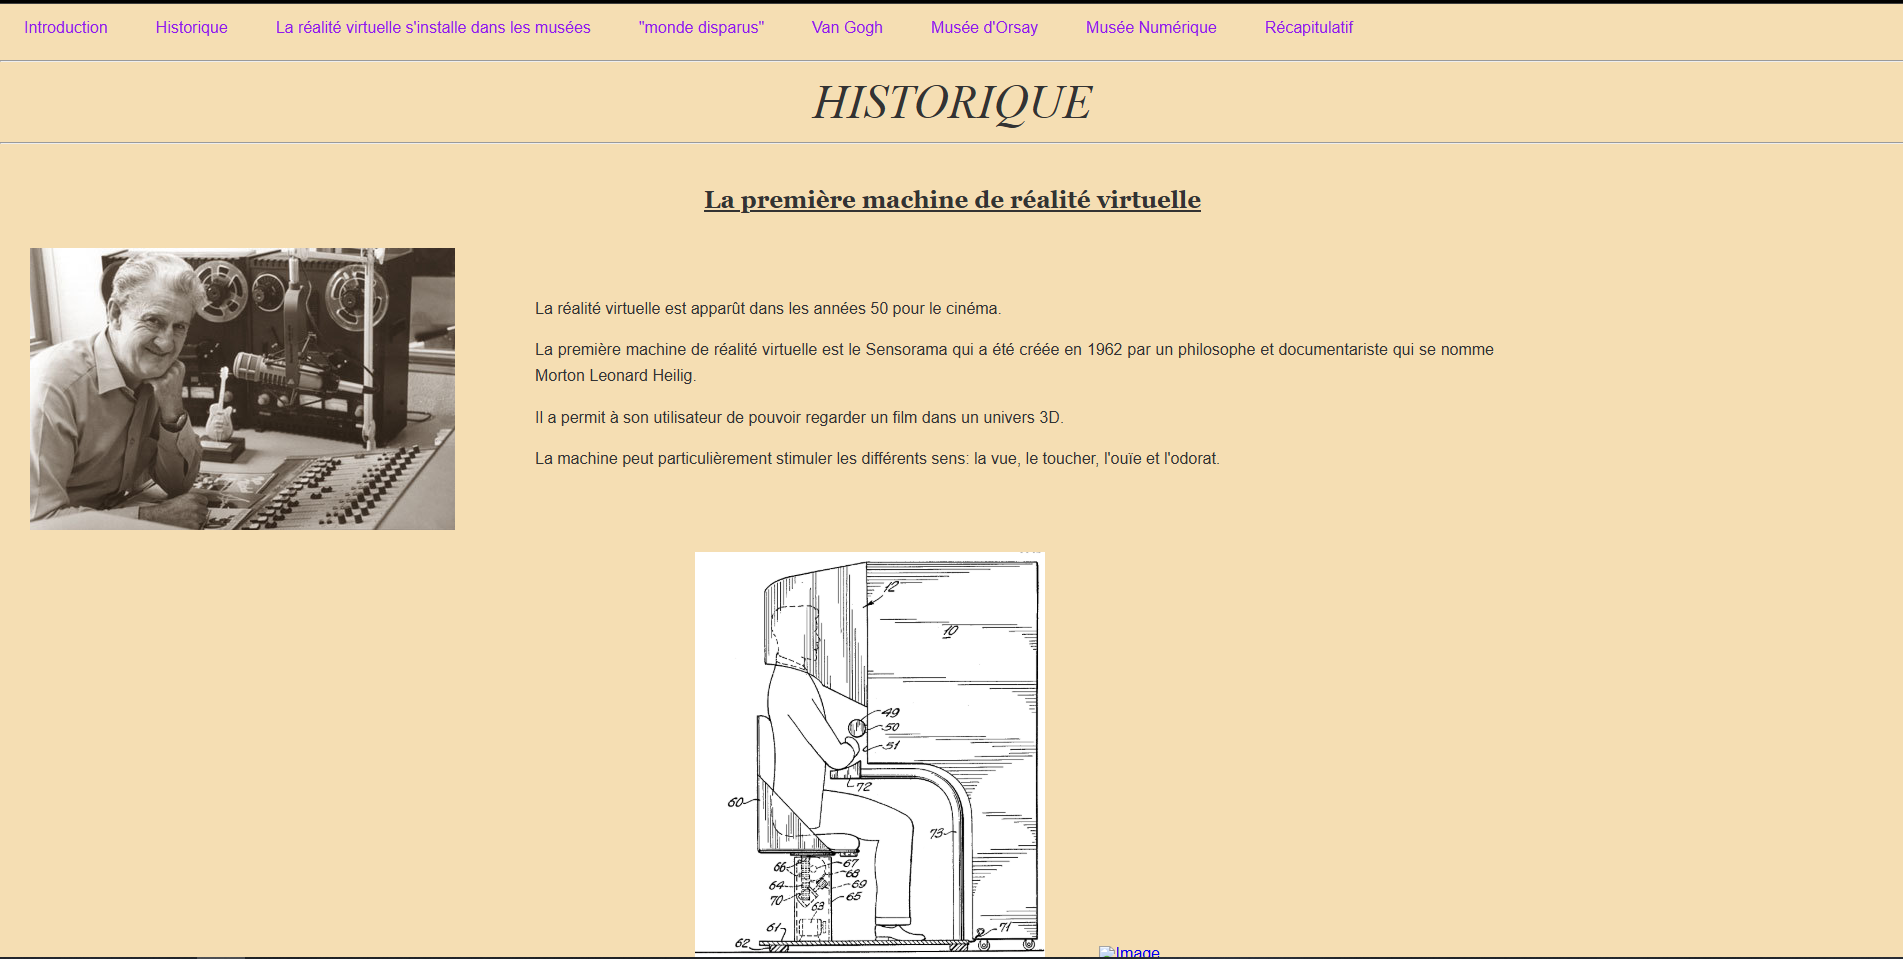 Introduction Historique La réalité virtuelle s'installe dans les musées "monde disparus" Van Gogh Musée d'Orsay Musée Numérique Récapitulatif
HISTORIQUE
La première machine de réalité virtuelle
La réalité virtuelle est apparût dans les années 50 pour le cinéma.
La première machine de réalité virtuelle est le Sensorama qui a été créée en 1962 par un philosophe et documentariste qui se nomme
Morton Leonard Heilig.
Il a permit à son utilisateur de pouvoir regarder un film dans un univers 3D.
La machine peut particulièrement stimuler les différents sens: la vue, le toucher, l'ouïe et l'odorat.
12
10
49
50
51
72
60
73
66 67
68
64 69
70 65
63
61 71
62
Image